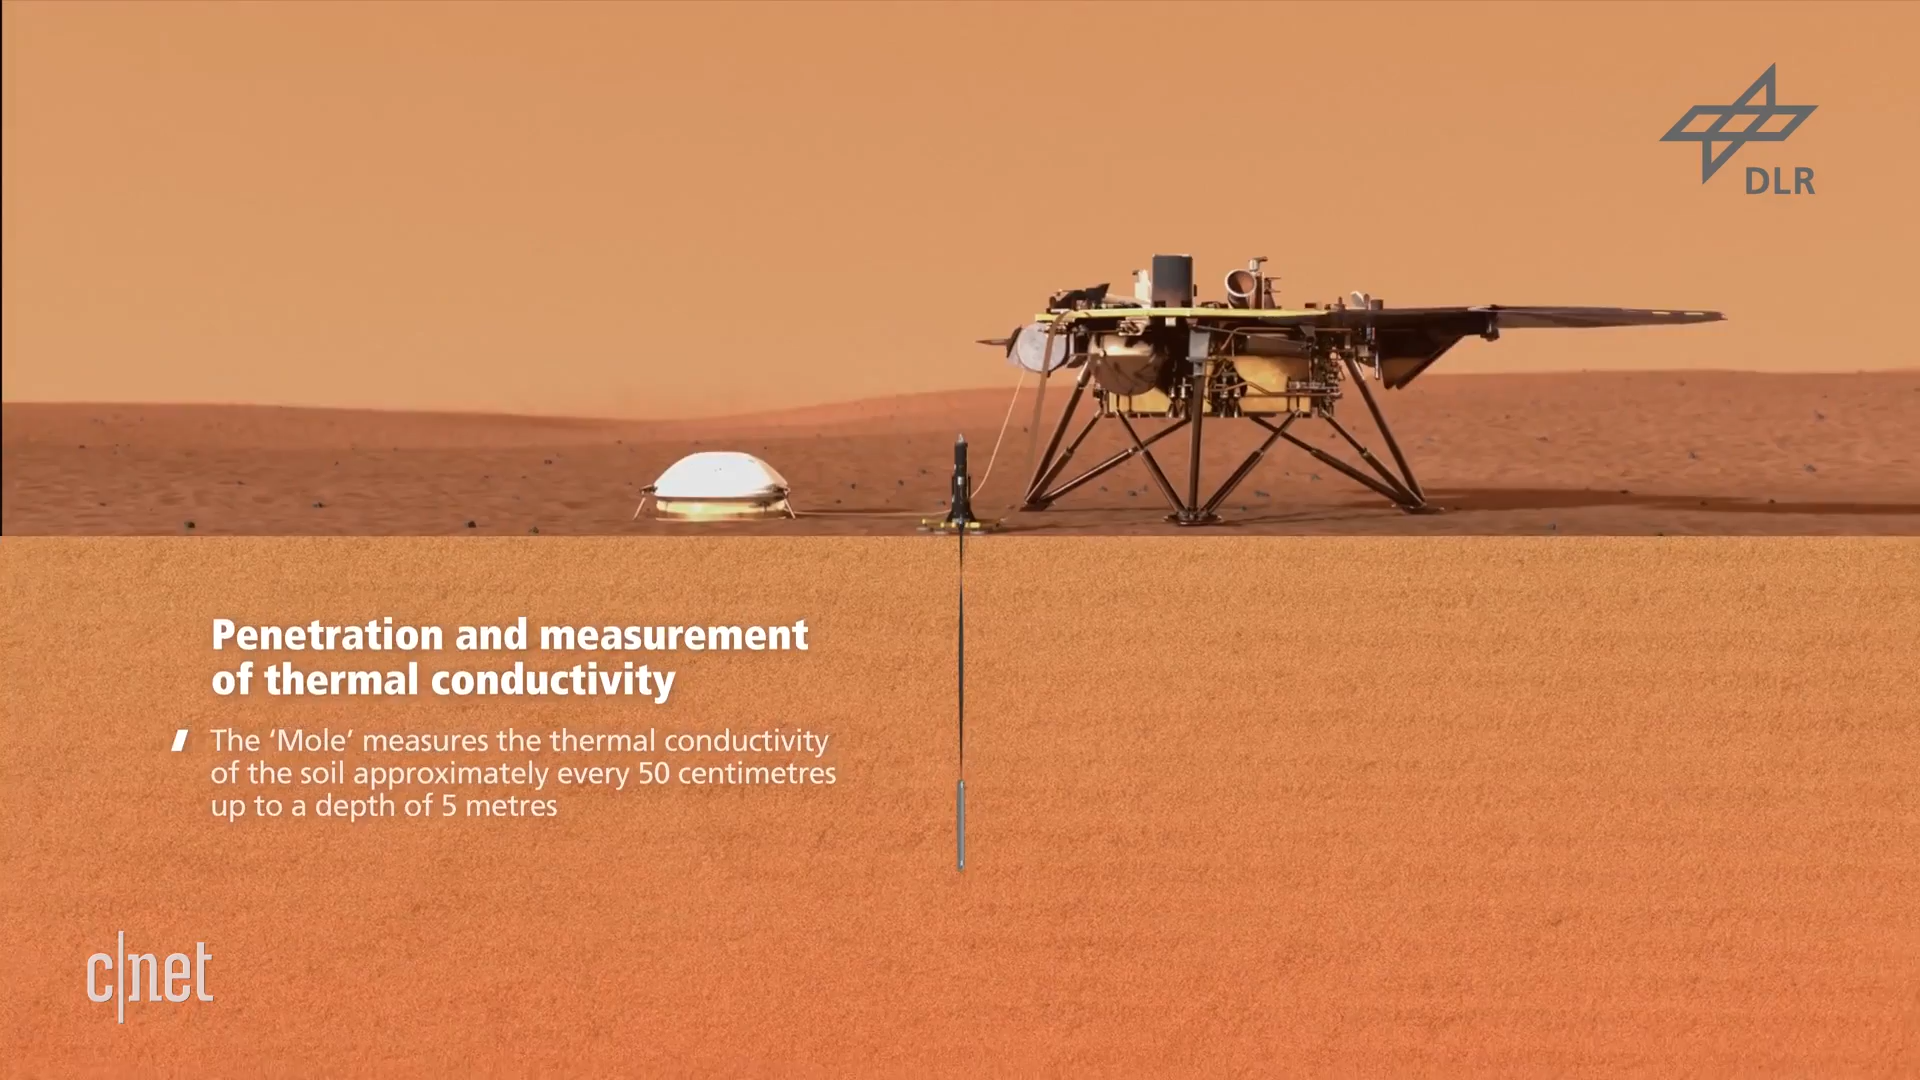 DLR
Penetration and measurement
of thermal conductivity
The ‘Mole’ measures the thermal conductivity
of the soil approximately every 50 centimetres
up to a depth of 5 metres
c|net